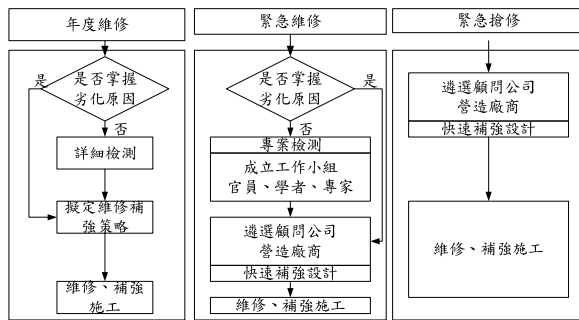 年度維修
是否掌握
劣化原因
是
否
詳細檢測
擬定維修補
強策略
維修、補強
施工
緊急維修
是否掌握
劣化原因
是
否
專案檢測
成立工作小組
官員、學者、專家
遴選顧問公司
營造廠商
快速補強設計
維修、補強施工
緊急搶修
遴選顧問公司
營造廠商
快速補強設計
維修、補強施工